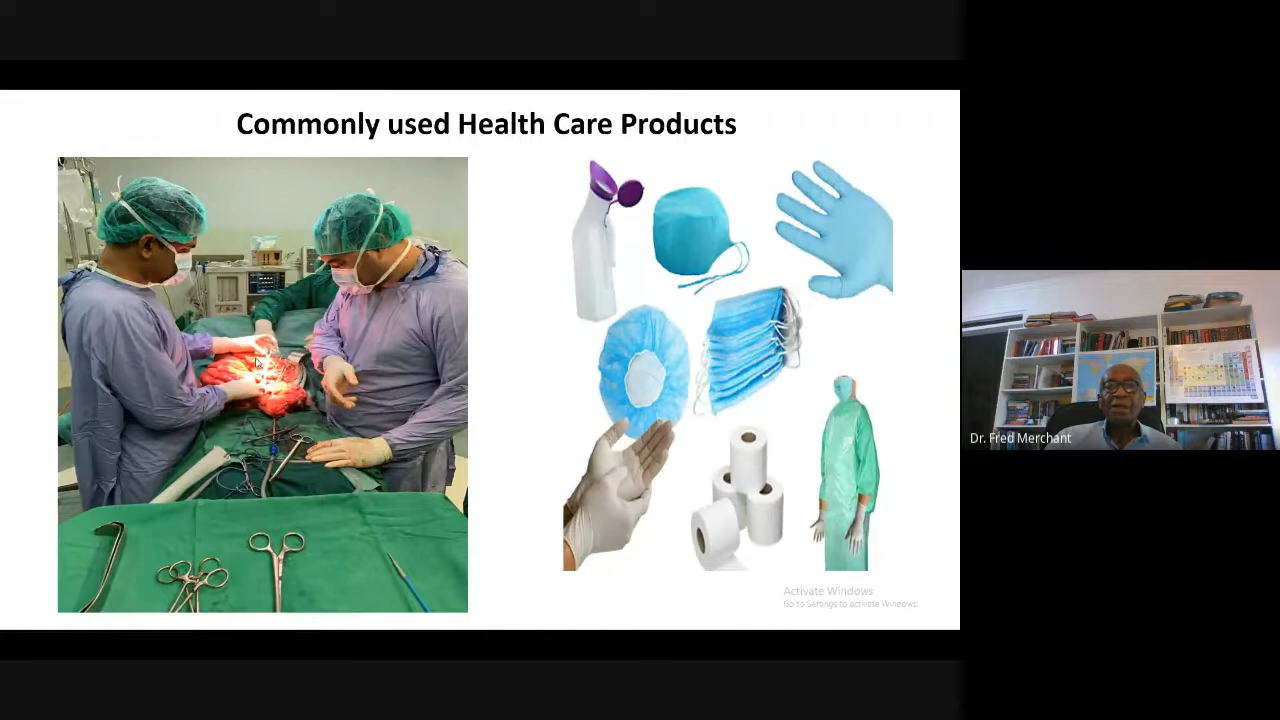 Commonly used Health Care Products
Dr. Fred Merchant
Activate Windows
Go to Settings to activate Windows.